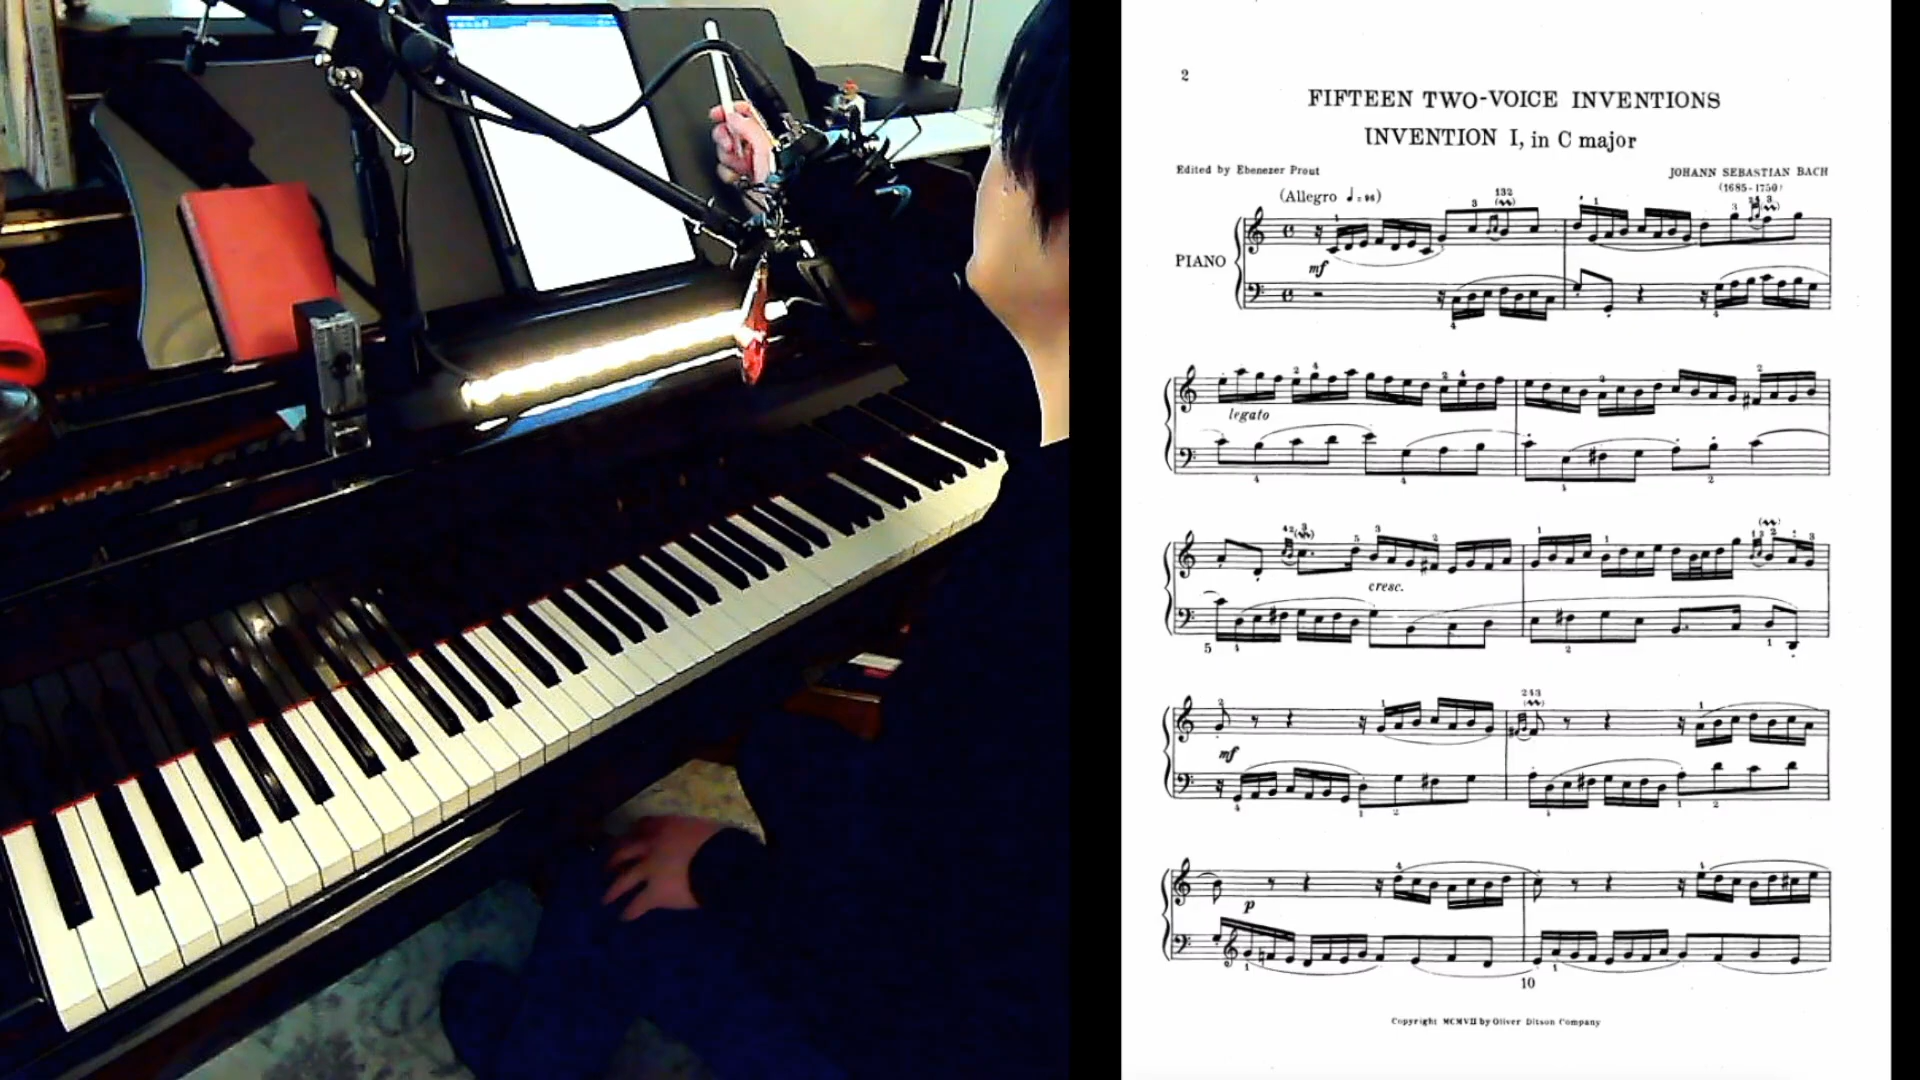 2
FIFTEEN TWO-VOICE INVENTIONS
INVENTION I, in C major
Edited by Ebenezer Prout
JOHANN SEBASTIAN BACH
(1685-1750)
(Allegro ♩= 96)
PIANO
mf
legato
cresc.
mf
p
10
Copyright MCMVII by Oliver Ditson Company